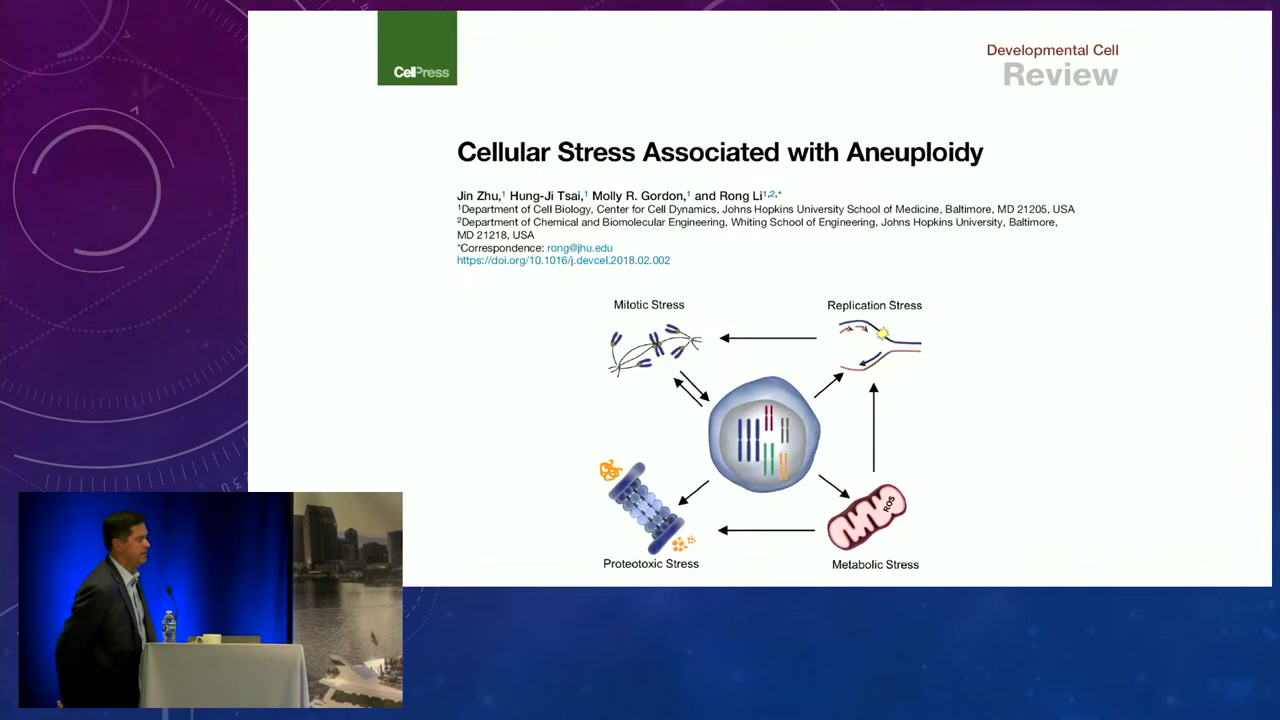 CellPress
Developmental Cell
Review
Cellular Stress Associated with Aneuploidy
Jin Zhu,1 Hung-Ji Tsai,1 Molly R. Gordon,1 and Rong Li1,2,*
1Department of Cell Biology, Center for Cell Dynamics, Johns Hopkins University School of Medicine, Baltimore, MD 21205, USA
2Department of Chemical and Biomolecular Engineering, Whiting School of Engineering, Johns Hopkins University, Baltimore,
MD 21218, USA
*Correspondence: rong@jhu.edu
https://doi.org/10.1016/j.devcel.2018.02.002
Mitotic Stress
Replication Stress
ROS
Proteotoxic Stress
Metabolic Stress
230